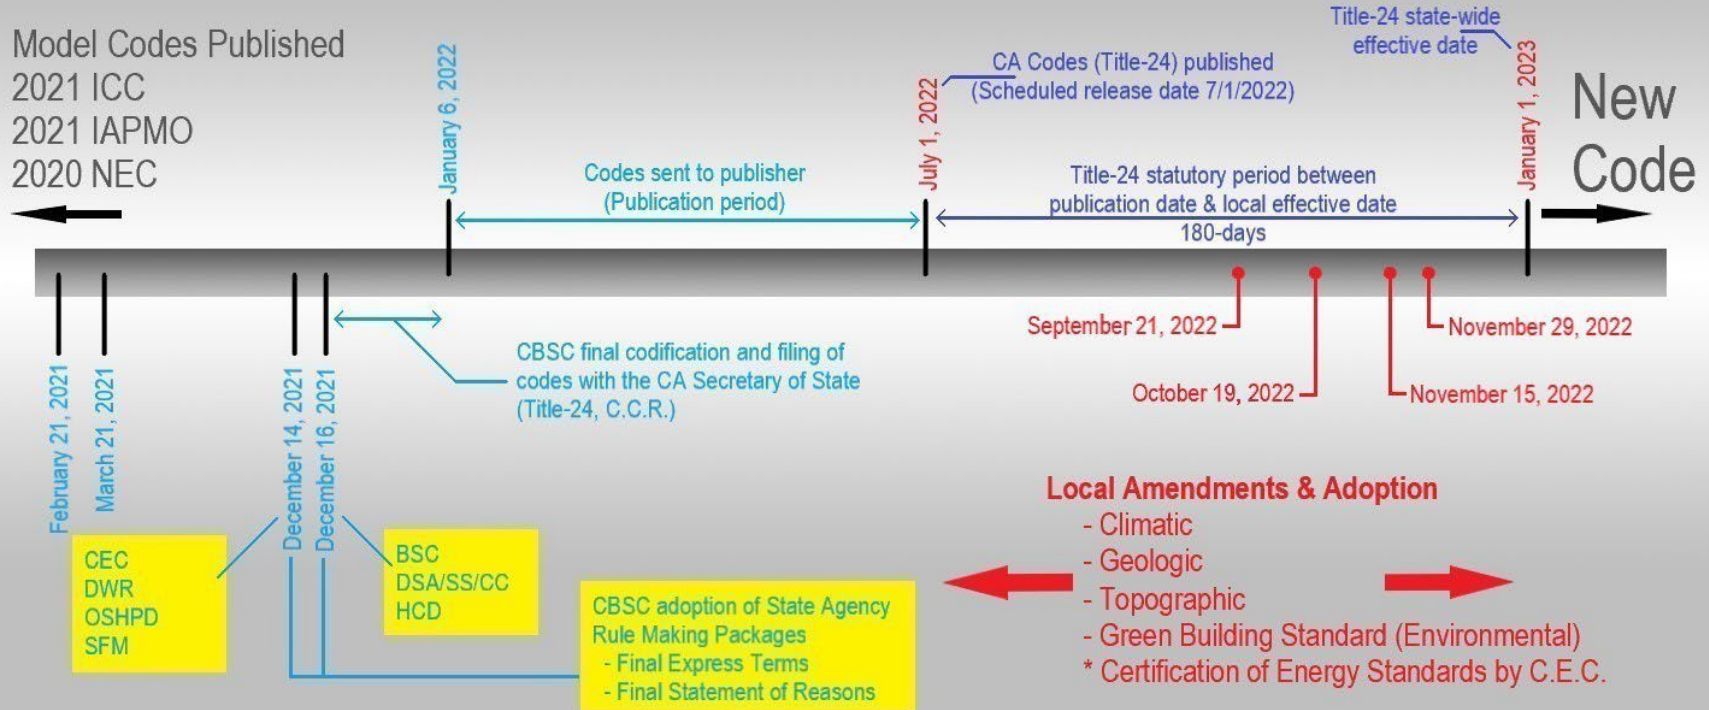 Model Codes Published
2021 ICC
2021 IAPMO
2020 NEC
January 6, 2022
Codes sent to publisher
(Publication period)
July 1, 2022
CA Codes (Title-24) published
(Scheduled release date 7/1/2022)
Title-24 statutory period between
publication date & local effective date
180-days
Title-24 state-wide
effective date
January 1, 2023
New
Code
February 21, 2021
March 21, 2021
December 14, 2021
December 16, 2021
CBSC final codification and filing of
codes with the CA Secretary of State
(Title-24, C.C.R.)
September 21, 2022
October 19, 2022
November 15, 2022
November 29, 2022
CEC
DWR
OSHPD
SFM
BSC
DSA/SS/CC
HCD
CBSC adoption of State Agency
Rule Making Packages
- Final Express Terms
- Final Statement of Reasons
Local Amendments & Adoption
- Climatic
- Geologic
- Topographic
- Green Building Standard (Environmental)
* Certification of Energy Standards by C.E.C.